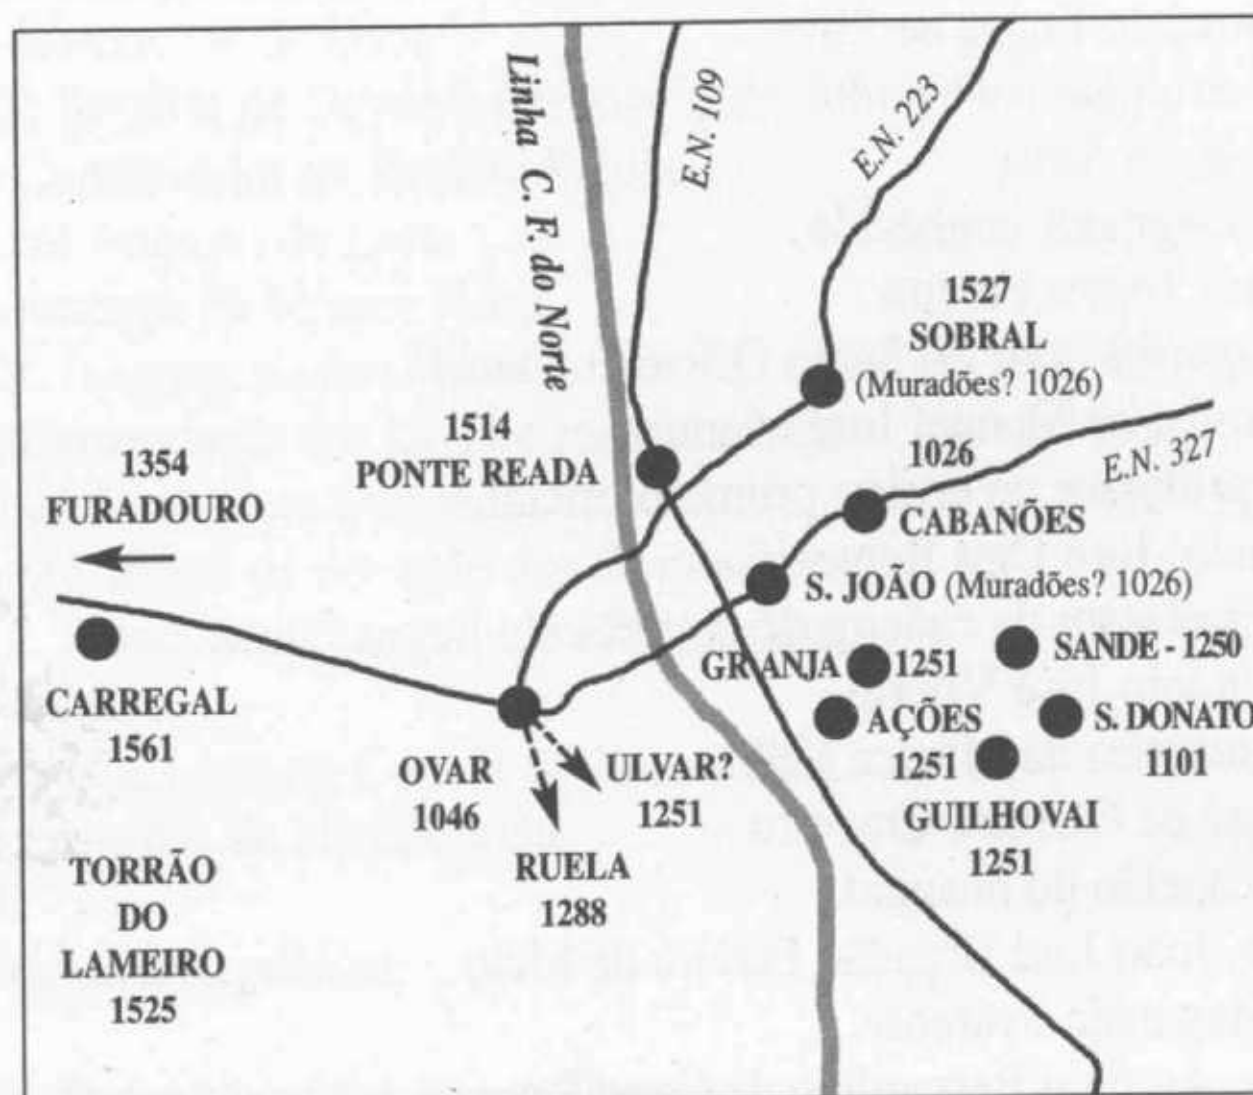 Linha C. F. do Norte
E.N. 109
E.N. 223
1527
SOBRAL
(Muradões? 1026)
1514
PONTE READA
1354
FURADOURO
1026
E.N. 327
CABANÕES
S. JOÃO (Muradões? 1026)
GRANJA 1251
SANDE - 1250
CARREGAL
1561
AÇÕES
1251
S. DONATO
1101
OVAR
1046
ULVAR?
1251
GUILHOVAI
1251
RUELA
1288
TORRÃO
DO
LAMEIRO
1525